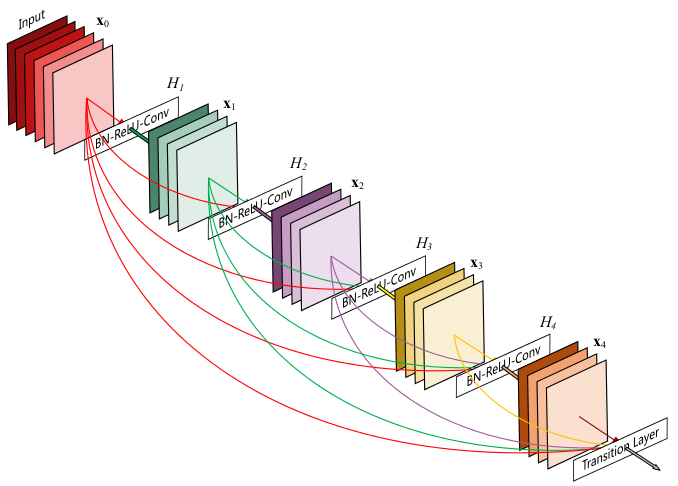 Input
x0
H1
BN-ReLU-Conv
x1
H2
BN-ReLU-Conv
x2
H3
BN-ReLU-Conv
x3
H4
BN-ReLU-Conv
x4
Transition Layer